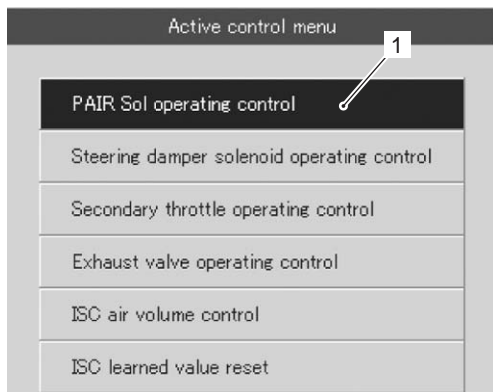 Active control menu
1
PAIR Sol operating control
Steering damper solenoid operating control
Secondary throttle operating control
Exhaust valve operating control
ISC air volume control
ISC learned value reset